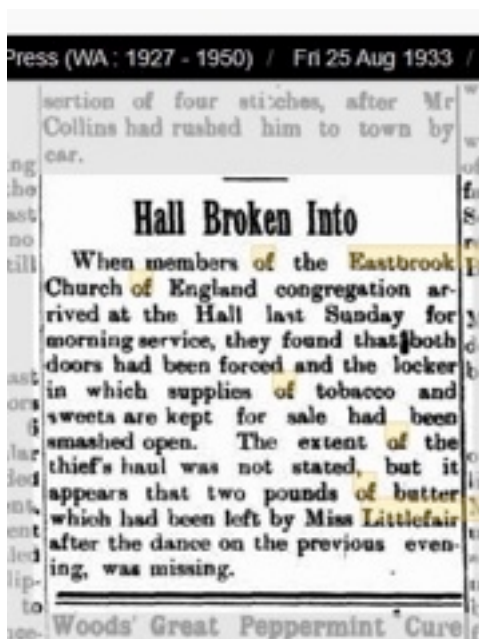 Press (WA : 1927 - 1950) / Fri 25 Aug 1933 /
sertion of four stitches, after Mr
Collins had rushed him to town by
car.
Hall Broken Into
When members of the Eastbrook
Church of England congregation ar-
rived at the Hall last Sunday for
morning service, they found that both
doors had been forced and the locker
in which supplies of tobacco and
sweets are kept for sale had been
smashed open. The extent of the
thief's haul was not stated, but it
appears that two pounds of butter
which had been left by Miss Littlefair
after the dance on the previous even-
ing, was missing.
Woods' Great Peppermint Cure